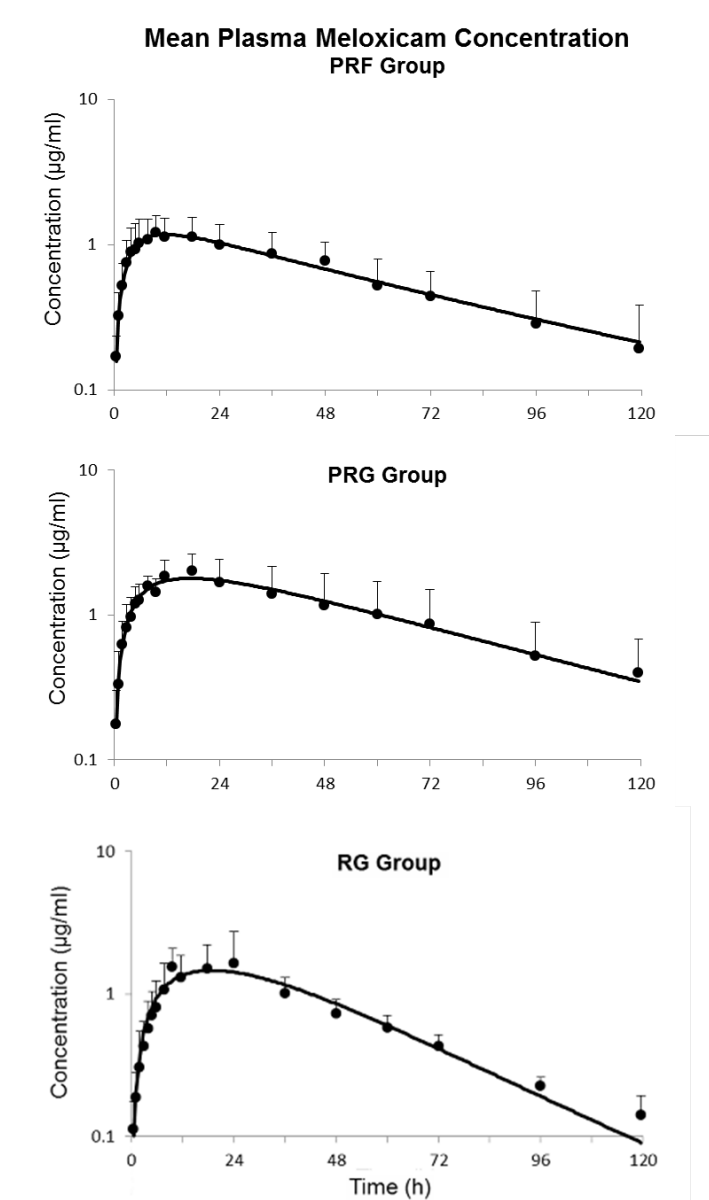 Mean Plasma Meloxicam Concentration
PRF Group
Concentration (µg/ml)
10
1
0.1
0 24 48 72 96 120
PRG Group
Concentration (µg/ml)
10
1
0.1
0 24 48 72 96 120
RG Group
Concentration (µg/ml)
10
1
0.1
0 24 48 72 96 120
Time (h)